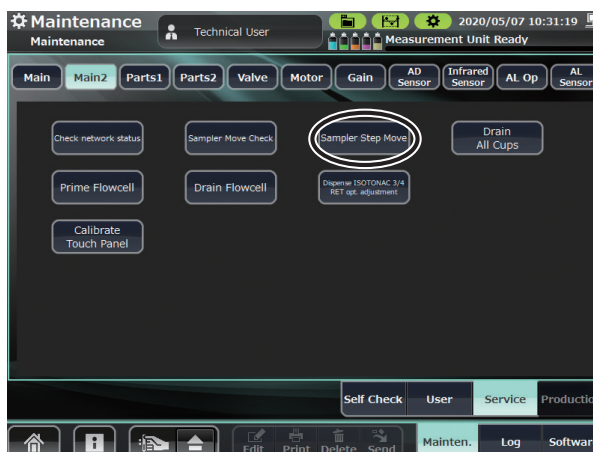 Maintenance
Maintenance
Technical User
2020/05/07 10:31:19
Measurement Unit Ready
Main Main2 Parts1 Parts2 Valve Motor Gain AD Sensor Infrared Sensor AL Op AL Sensor
Check network status Sampler Move Check Sampler Step Move Drain All Cups
Prime Flowcell Drain Flowcell Dispense ISOTONAC 3/4 RET opt. adjustment
Calibrate Touch Panel
Self Check User Service Productio
Edit Print Delete Send Mainten. Log Softwar